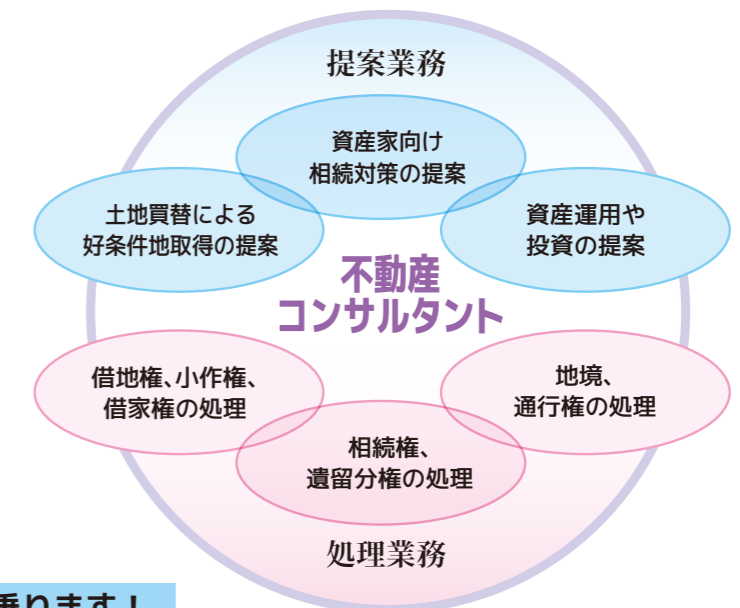 提案業務
資産家向け
相続対策の提案
土地買替による
好条件地取得の提案
資産運用や
投資の提案
不動産
コンサルタント
借地権、小作権、
借家権の処理
地境、
通行権の処理
相続権、
遺留分権の処理
処理業務
乗ります!